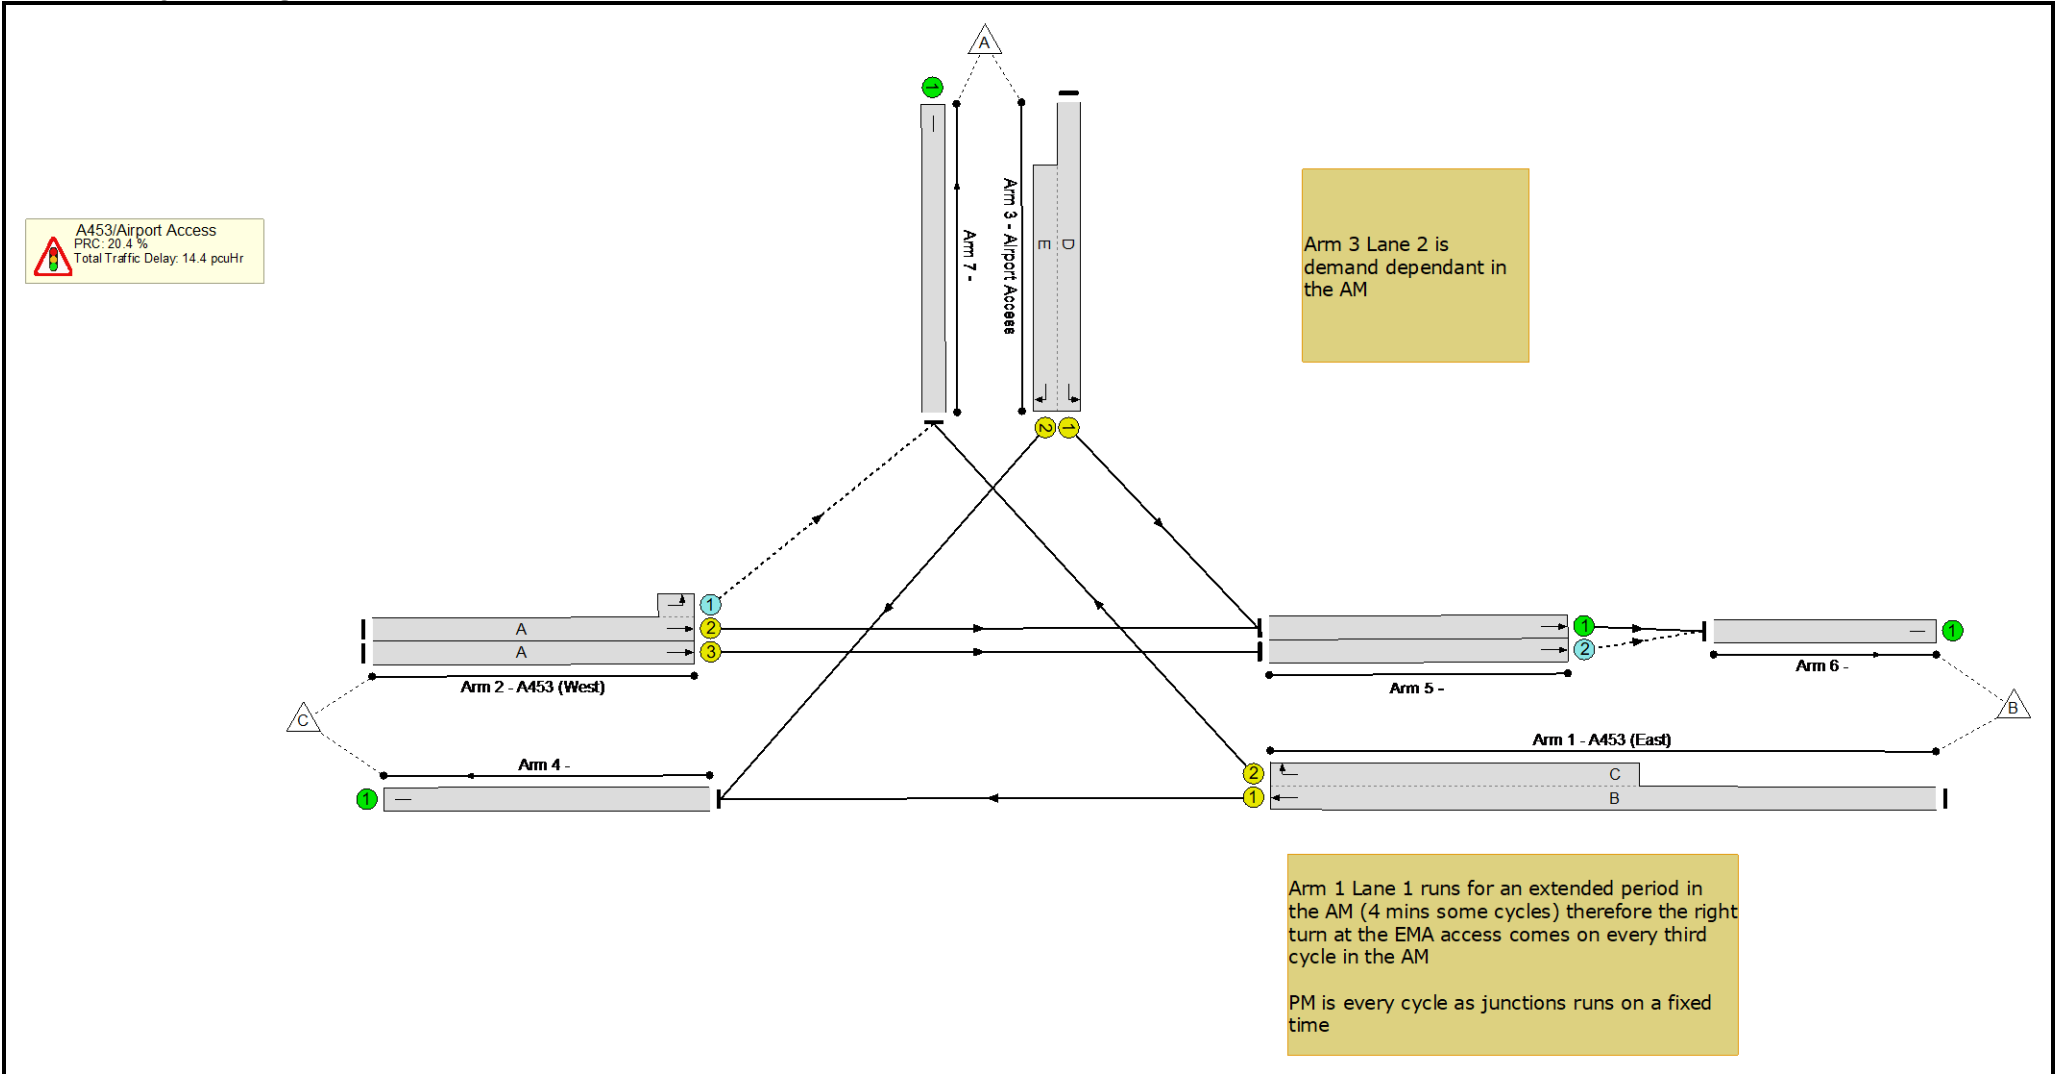 A
1
A453/Airport Access
PRC: 20.4 %
Total Traffic Delay: 14.4 pcuHr
Arm 7 -
Arm 3 - Airport Access
E
D
2
1
Arm 3 Lane 2 is
demand dependant in
the AM
1
A
2
A
3
Arm 2 - A453 (West)
C
Arm 4 -
1
1
2
Arm 5 -
1
Arm 6 -
B
Arm 1 - A453 (East)
2
C
1
B
Arm 1 Lane 1 runs for an extended period in
the AM (4 mins some cycles) therefore the right
turn at the EMA access comes on every third
cycle in the AM
PM is every cycle as junctions runs on a fixed
time